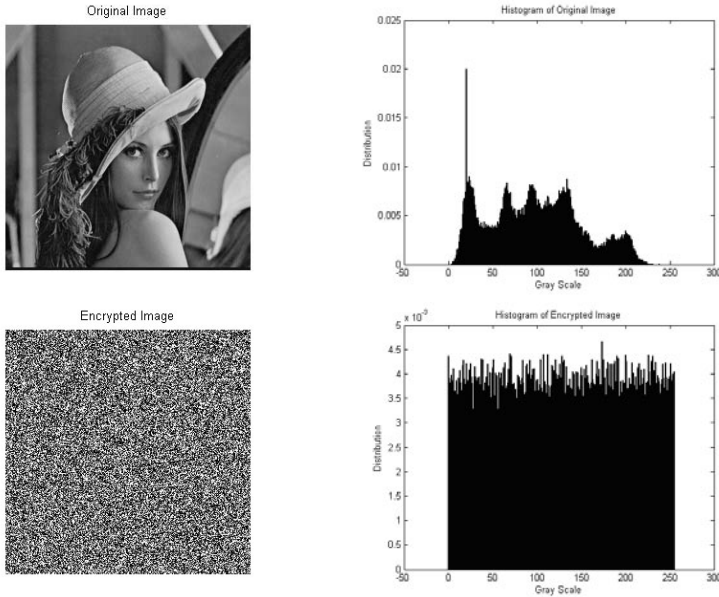 Original Image
Histogram of Original Image
0.025
0.02
0.015
0.01
0.005
0
Distribution
-50 0 50 100 150 200 250 300
Gray Scale
Encrypted Image
Histogram of Encrypted Image
x 10^-3
5
4.5
4
3.5
3
2.5
2
1.5
1
0.5
0
Distribution
-50 0 50 100 150 200 250 300
Gray Scale